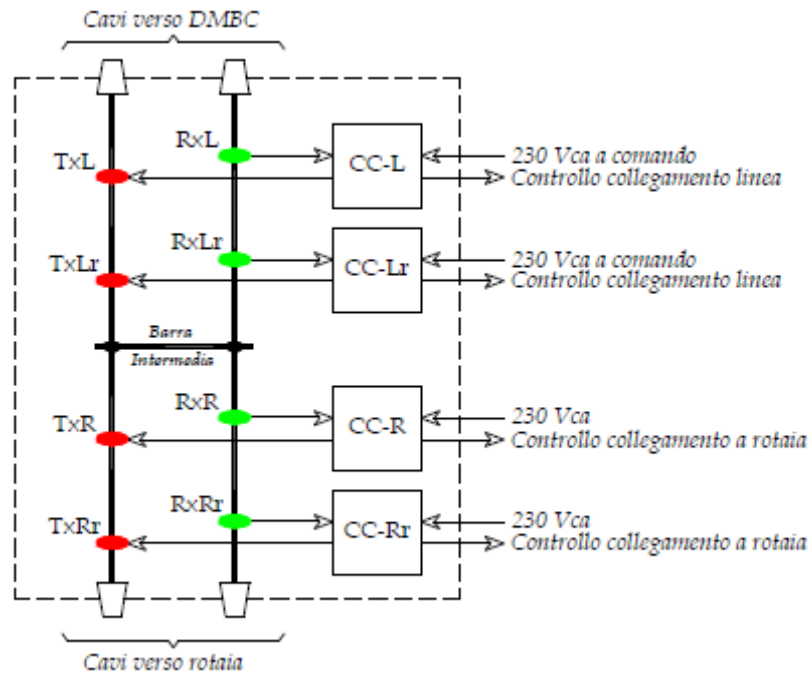 Cavi verso DMBC
RxL
TxL
CC-L
230 Vca a comando
Controllo collegamento linea
RxLr
TxLr
CC-Lr
230 Vca a comando
Controllo collegamento linea
Barra
Intermedia
RxR
TxR
CC-R
230 Vca
Controllo collegamento a rotaia
RxRr
TxRr
CC-Rr
230 Vca
Controllo collegamento a rotaia
Cavi verso rotaia